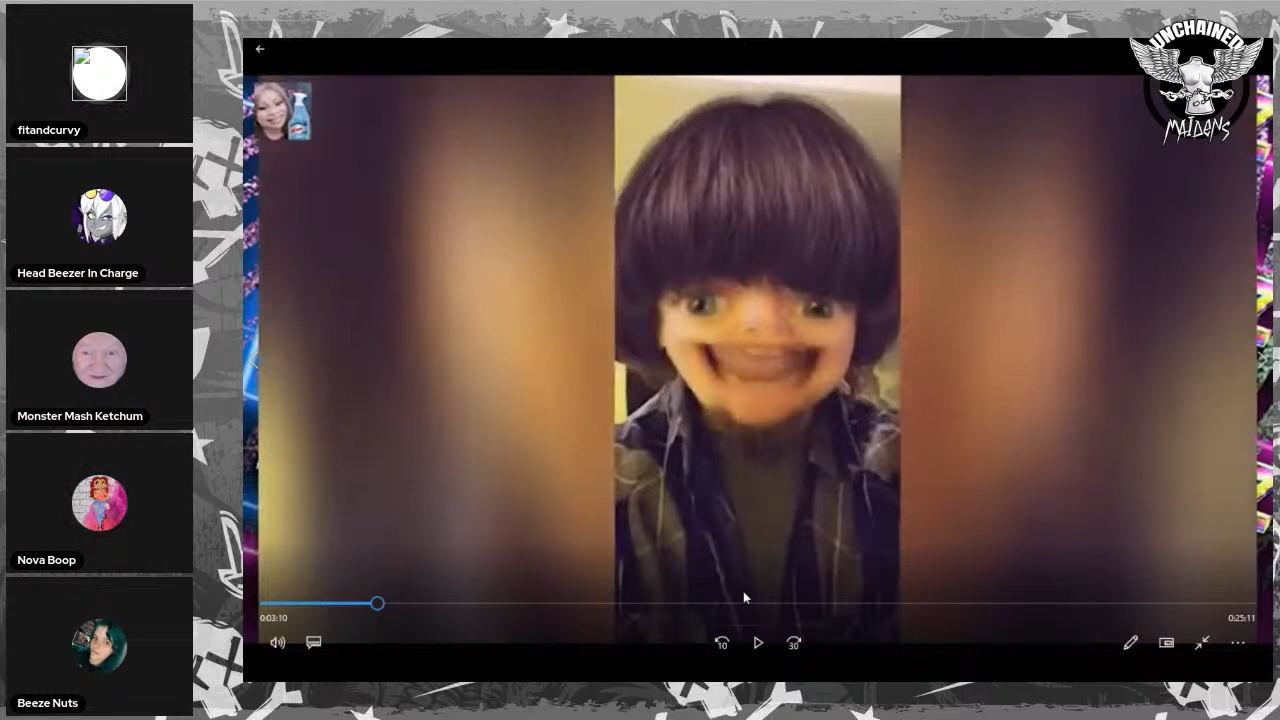 fitandcurvy
Head Beezer In Charge
Monster Mash Ketchum
Nova Boop
Beeze Nuts
UNCHAINED
MAIDENS
0:03:10
0:25:11
10
30